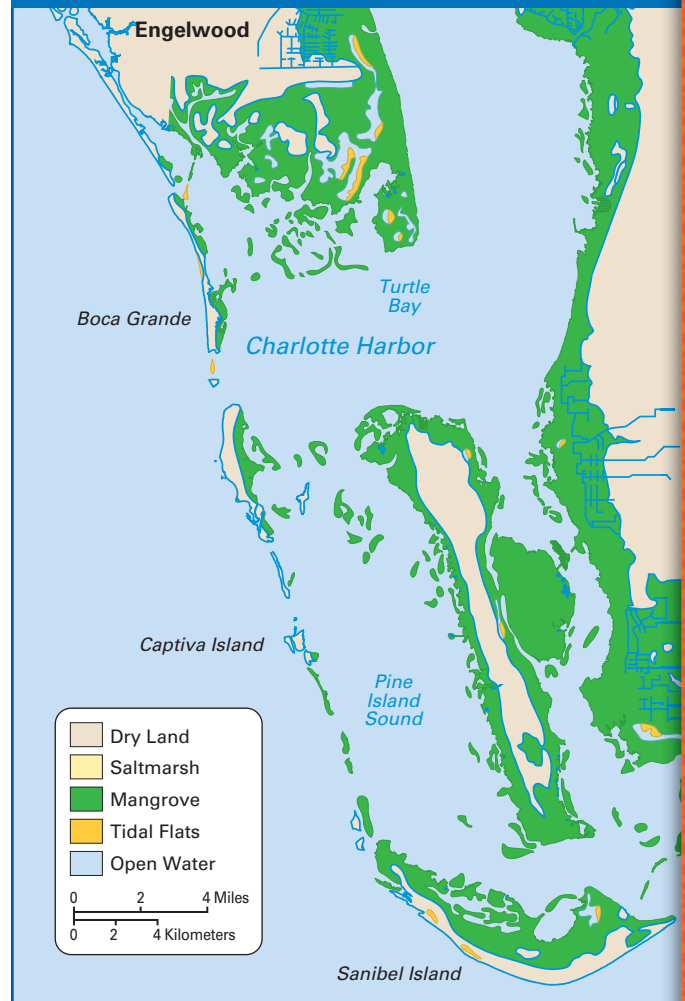 Engelwood
Turtle
Bay
Boca Grande
Charlotte Harbor
Captiva Island
Pine
Island
Sound
Dry Land
Saltmarsh
Mangrove
Tidal Flats
Open Water
0 2 4 Miles
0 2 4 Kilometers
Sanibel Island